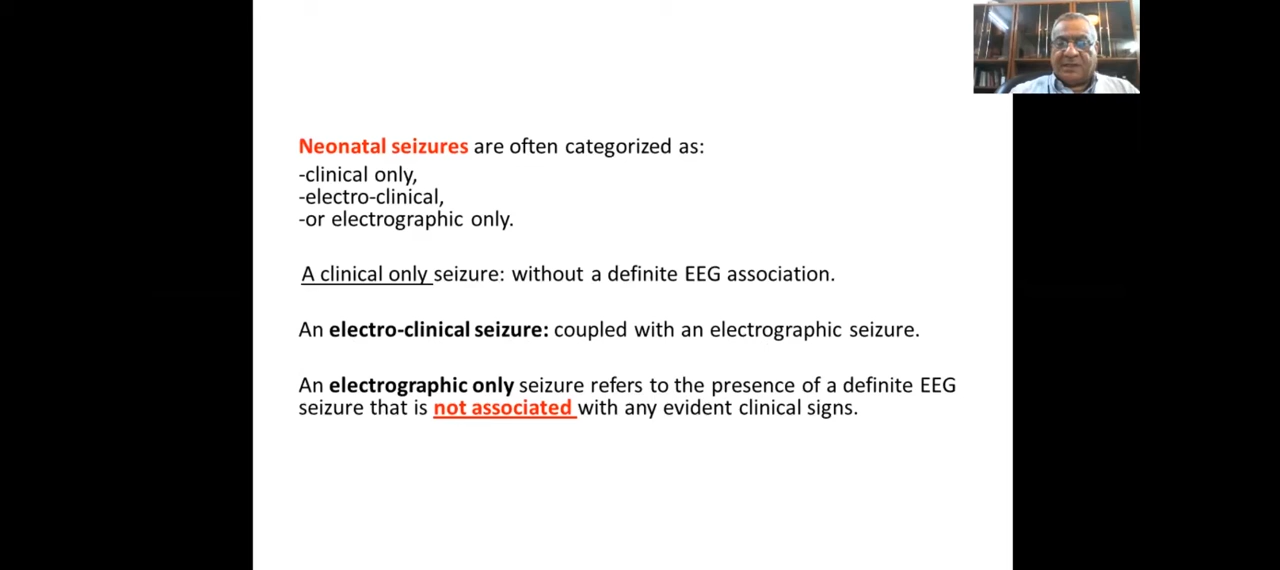 Neonatal seizures are often categorized as:
-clinical only,
-electro-clinical,
-or electrographic only.
A clinical only seizure: without a definite EEG association.
An electro-clinical seizure: coupled with an electrographic seizure.
An electrographic only seizure refers to the presence of a definite EEG
seizure that is not associated with any evident clinical signs.